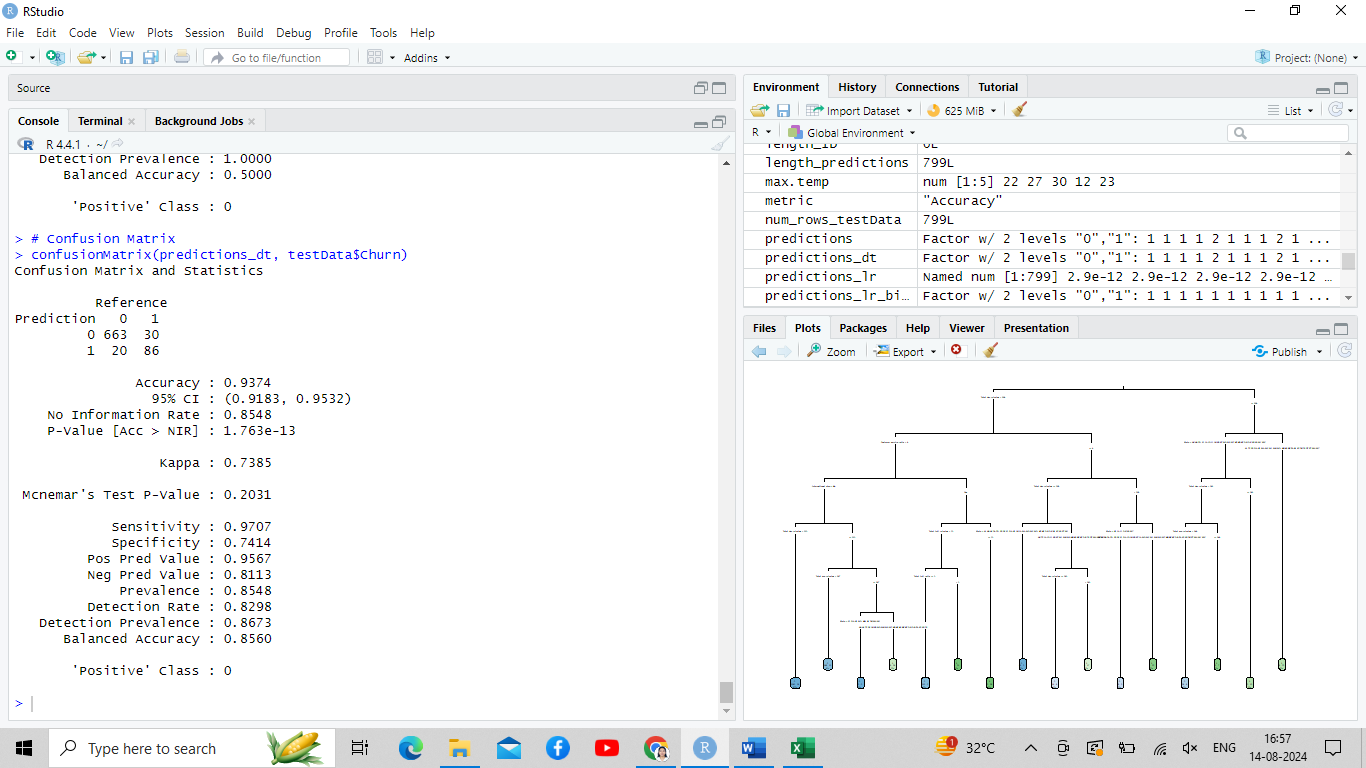 RStudio
File Edit Code View Plots Session Build Debug Profile Tools Help
Go to file/function Addins Project: (None)
Source
Console Terminal Background Jobs
R 4.4.1 · ~/
Detection Prevalence : 1.0000
Balanced Accuracy : 0.5000
'Positive' Class : 0
> # Confusion Matrix
> confusionMatrix(predictions_dt, testData$Churn)
Confusion Matrix and Statistics
Reference
Prediction 0 1
0 663 30
1 20 86
Accuracy : 0.9374
95% CI : (0.9183, 0.9532)
No Information Rate : 0.8548
P-Value [Acc > NIR] : 1.763e-13
Kappa : 0.7385
Mcnemar's Test P-Value : 0.2031
Sensitivity : 0.9707
Specificity : 0.7414
Pos Pred Value : 0.9567
Neg Pred Value : 0.8113
Prevalence : 0.8548
Detection Rate : 0.8298
Detection Prevalence : 0.8673
Balanced Accuracy : 0.8560
'Positive' Class : 0
>
Environment History Connections Tutorial
Import Dataset 625 MiB List
R Global Environment
length_ID 0L
length_predictions 799L
max.temp num [1:5] 22 27 30 12 23
metric "Accuracy"
num_rows_testData 799L
predictions Factor w/ 2 levels "0","1": 1 1 1 1 2 1 1 1 2 1 ...
predictions_dt Factor w/ 2 levels "0","1": 1 1 1 1 2 1 1 1 2 1 ...
predictions_lr Named num [1:799] 2.9e-12 2.9e-12 2.9e-12 2.9e-12 …
predictions_lr_bi… Factor w/ 2 levels "0","1": 1 1 1 1 1 1 1 1 1 1 ...
Files Plots Packages Help Viewer Presentation
Zoom Export Publish
Type here to search
32°C ENG 16:57
14-08-2024